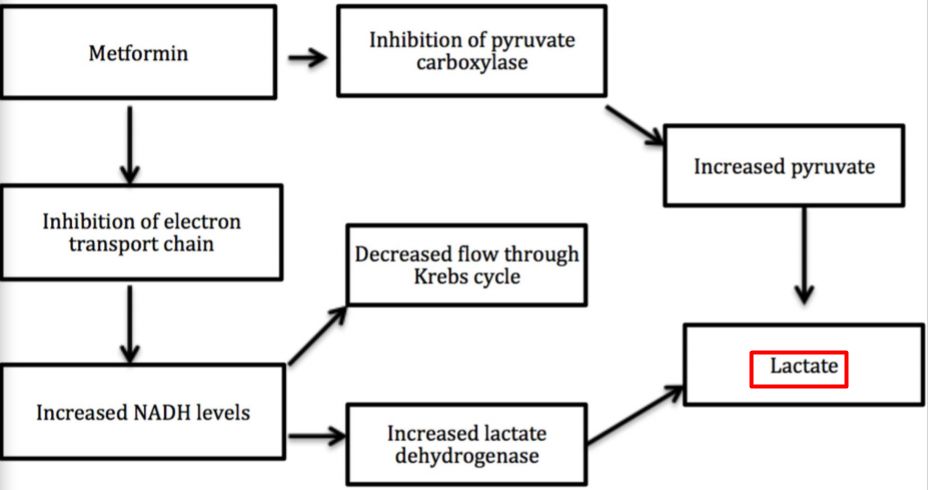 Metformin
Inhibition of pyruvate
carboxylase
Increased pyruvate
Inhibition of electron
transport chain
Decreased flow through
Krebs cycle
Lactate
Increased NADH levels
Increased lactate
dehydrogenase